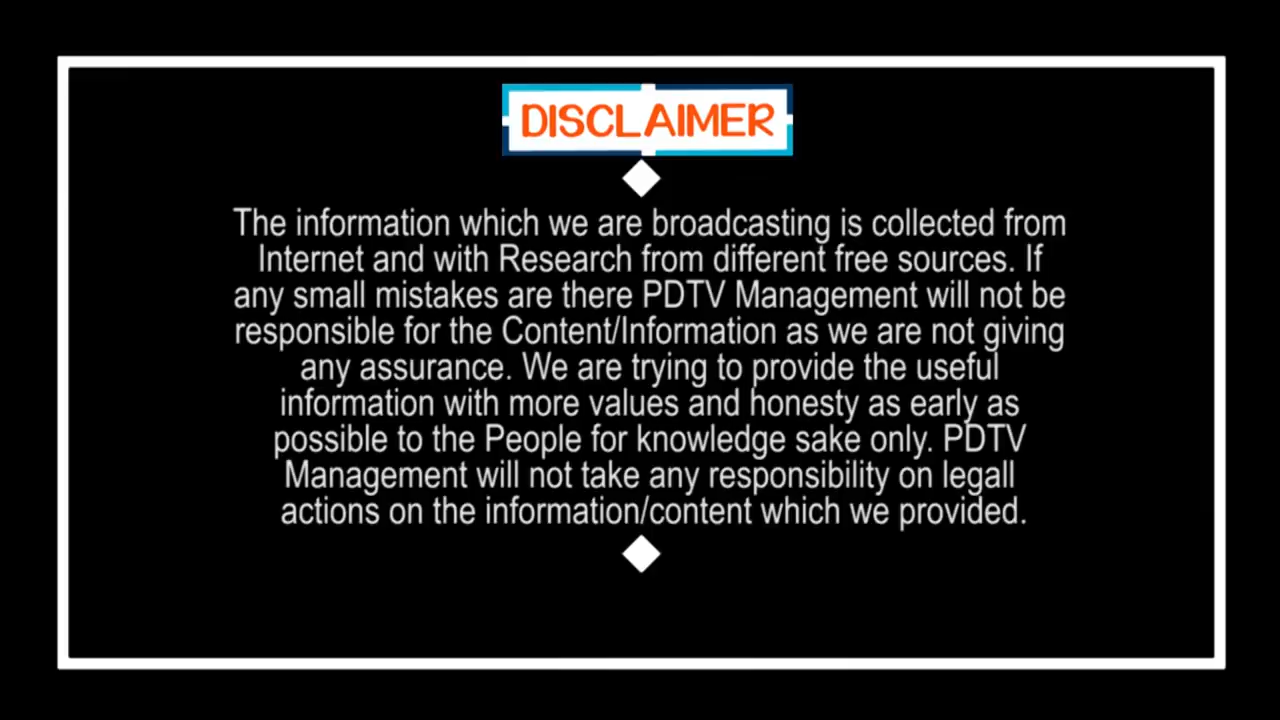 DISCLAIMER
The information which we are broadcasting is collected from
Internet and with Research from different free sources. If
any small mistakes are there PDTV Management will not be
responsible for the Content/Information as we are not giving
any assurance. We are trying to provide the useful
information with more values and honesty as early as
possible to the People for knowledge sake only. PDTV
Management will not take any responsibility on legall
actions on the information/content which we provided.